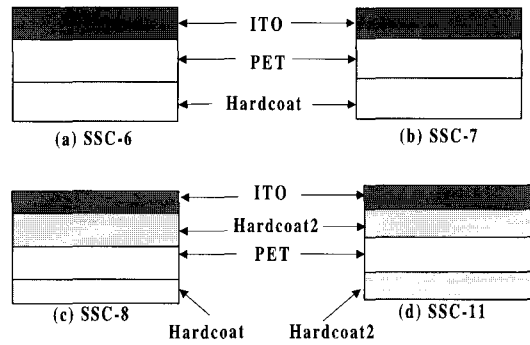 ITO
PET
Hardcoat
(a) SSC-6
(b) SSC-7
ITO
Hardcoat2
PET
(c) SSC-8
(d) SSC-11
Hardcoat
Hardcoat2